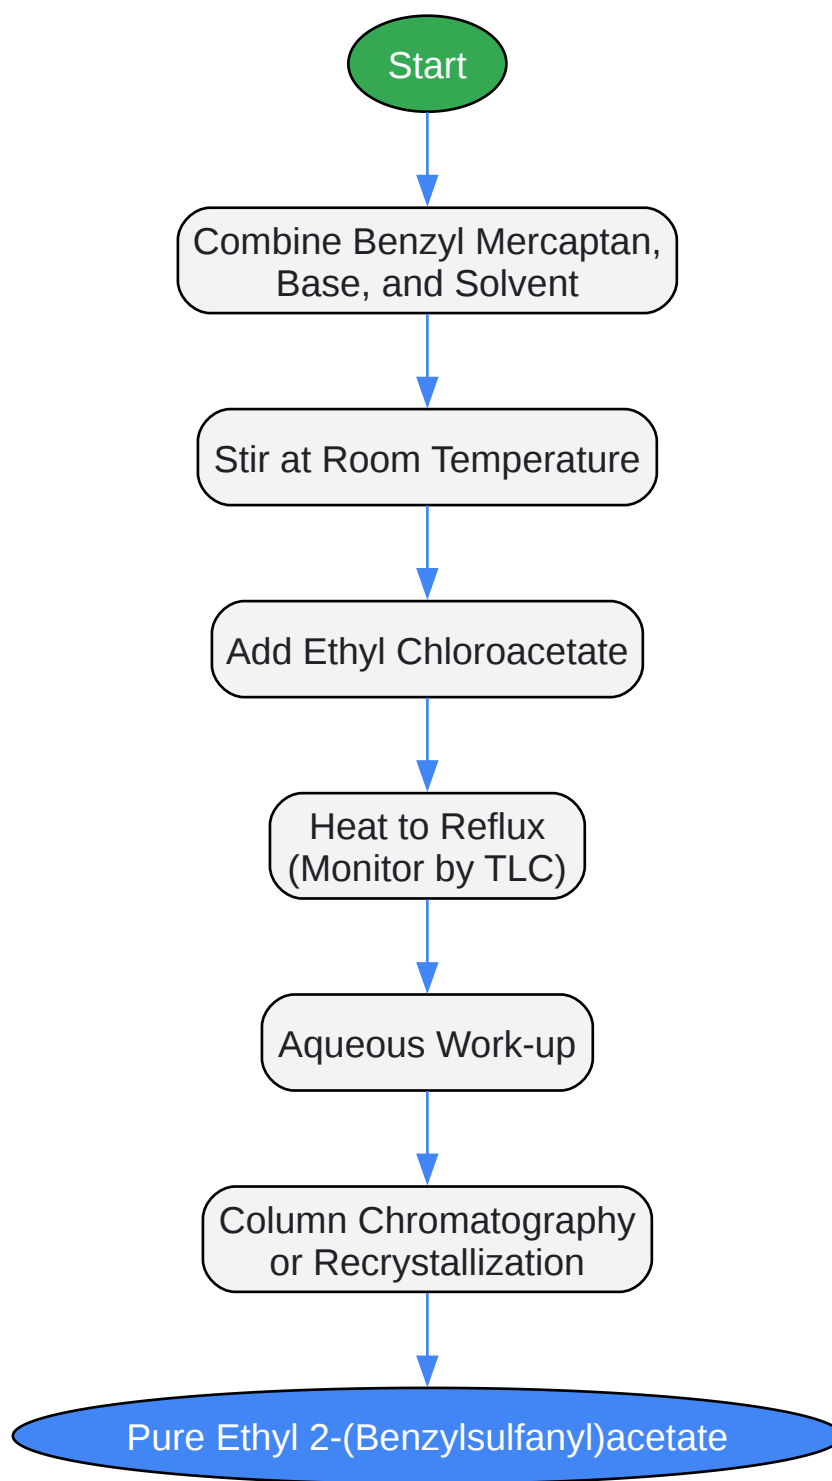 Start
Combine Benzyl Mercaptan,
Base, and Solvent
Stir at Room Temperature
Add Ethyl Chloroacetate
Heat to Reflux
(Monitor by TLC)
Aqueous Work-up
Column Chromatography
or Recrystallization
Pure Ethyl 2-(Benzylsulfanyl)acetate